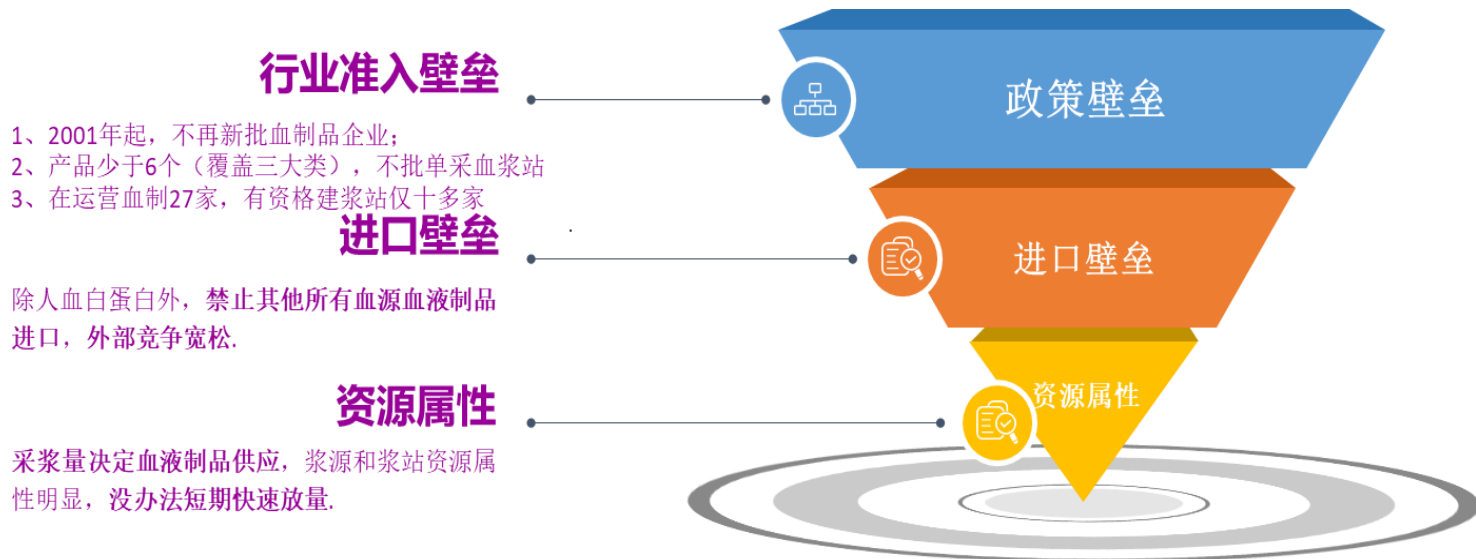 行业准入壁垒
1、2001年起，不再新批血制品企业；
2、产品少于6个（覆盖三大类），不批单采血浆站
3、在运营血制27家，有资格建浆站仅十多家
进口壁垒
除人血白蛋白外，禁止其他所有血源血液制品
进口，外部竞争宽松.
资源属性
采浆量决定血液制品供应，浆源和浆站资源属
性明显，没办法短期快速放量.
政策壁垒
进口壁垒
资源属性